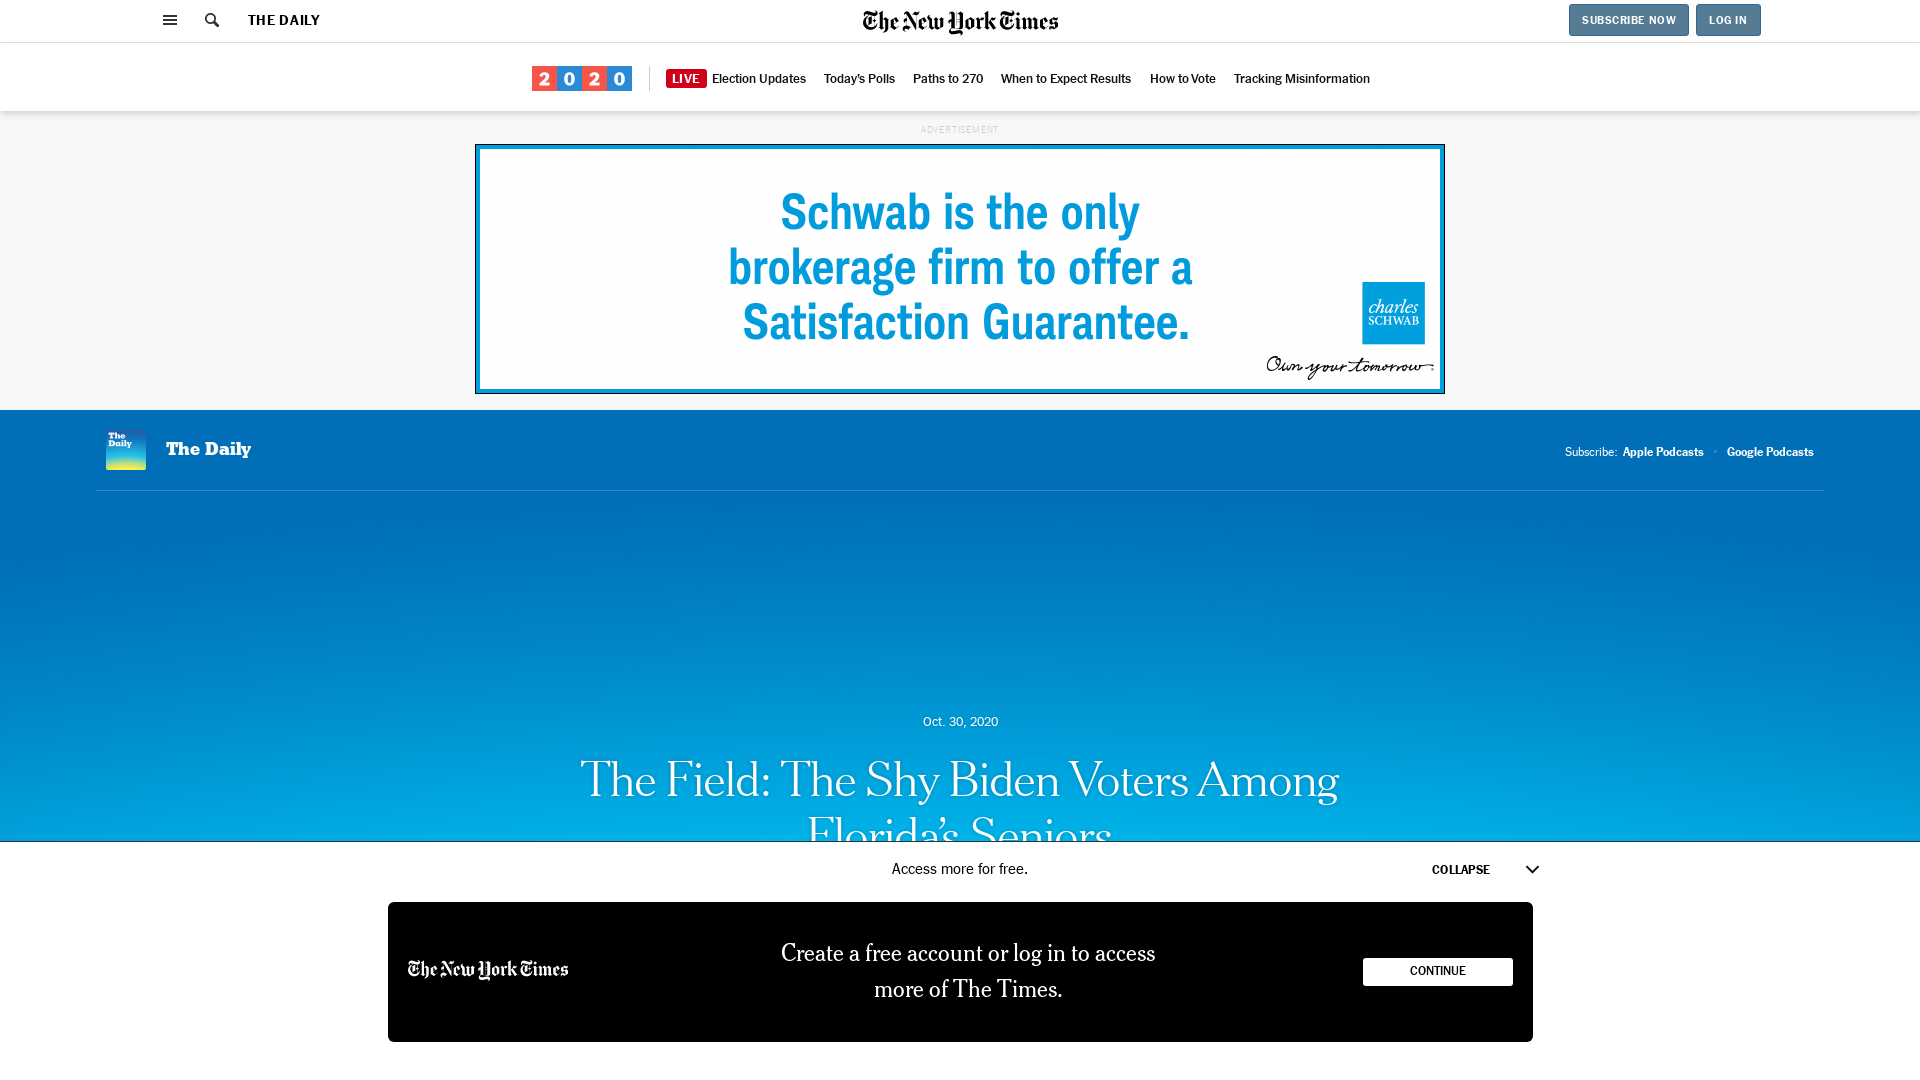 THE DAILY
The New York Times
SUBSCRIBE NOW
LOG IN
2020
LIVE Election Updates Today's Polls Paths to 270 When to Expect Results How to Vote Tracking Misinformation
ADVERTISEMENT
Schwab is the only
brokerage firm to offer a
Satisfaction Guarantee.
charles
SCHWAB
Own your tomorrow
The
Daily
The Daily
Subscribe: Apple Podcasts • Google Podcasts
Oct. 30, 2020
The Field: The Shy Biden Voters Among
Florida’s Seniors
Access more for free.
COLLAPSE
The New York Times
Create a free account or log in to access
more of The Times.
CONTINUE